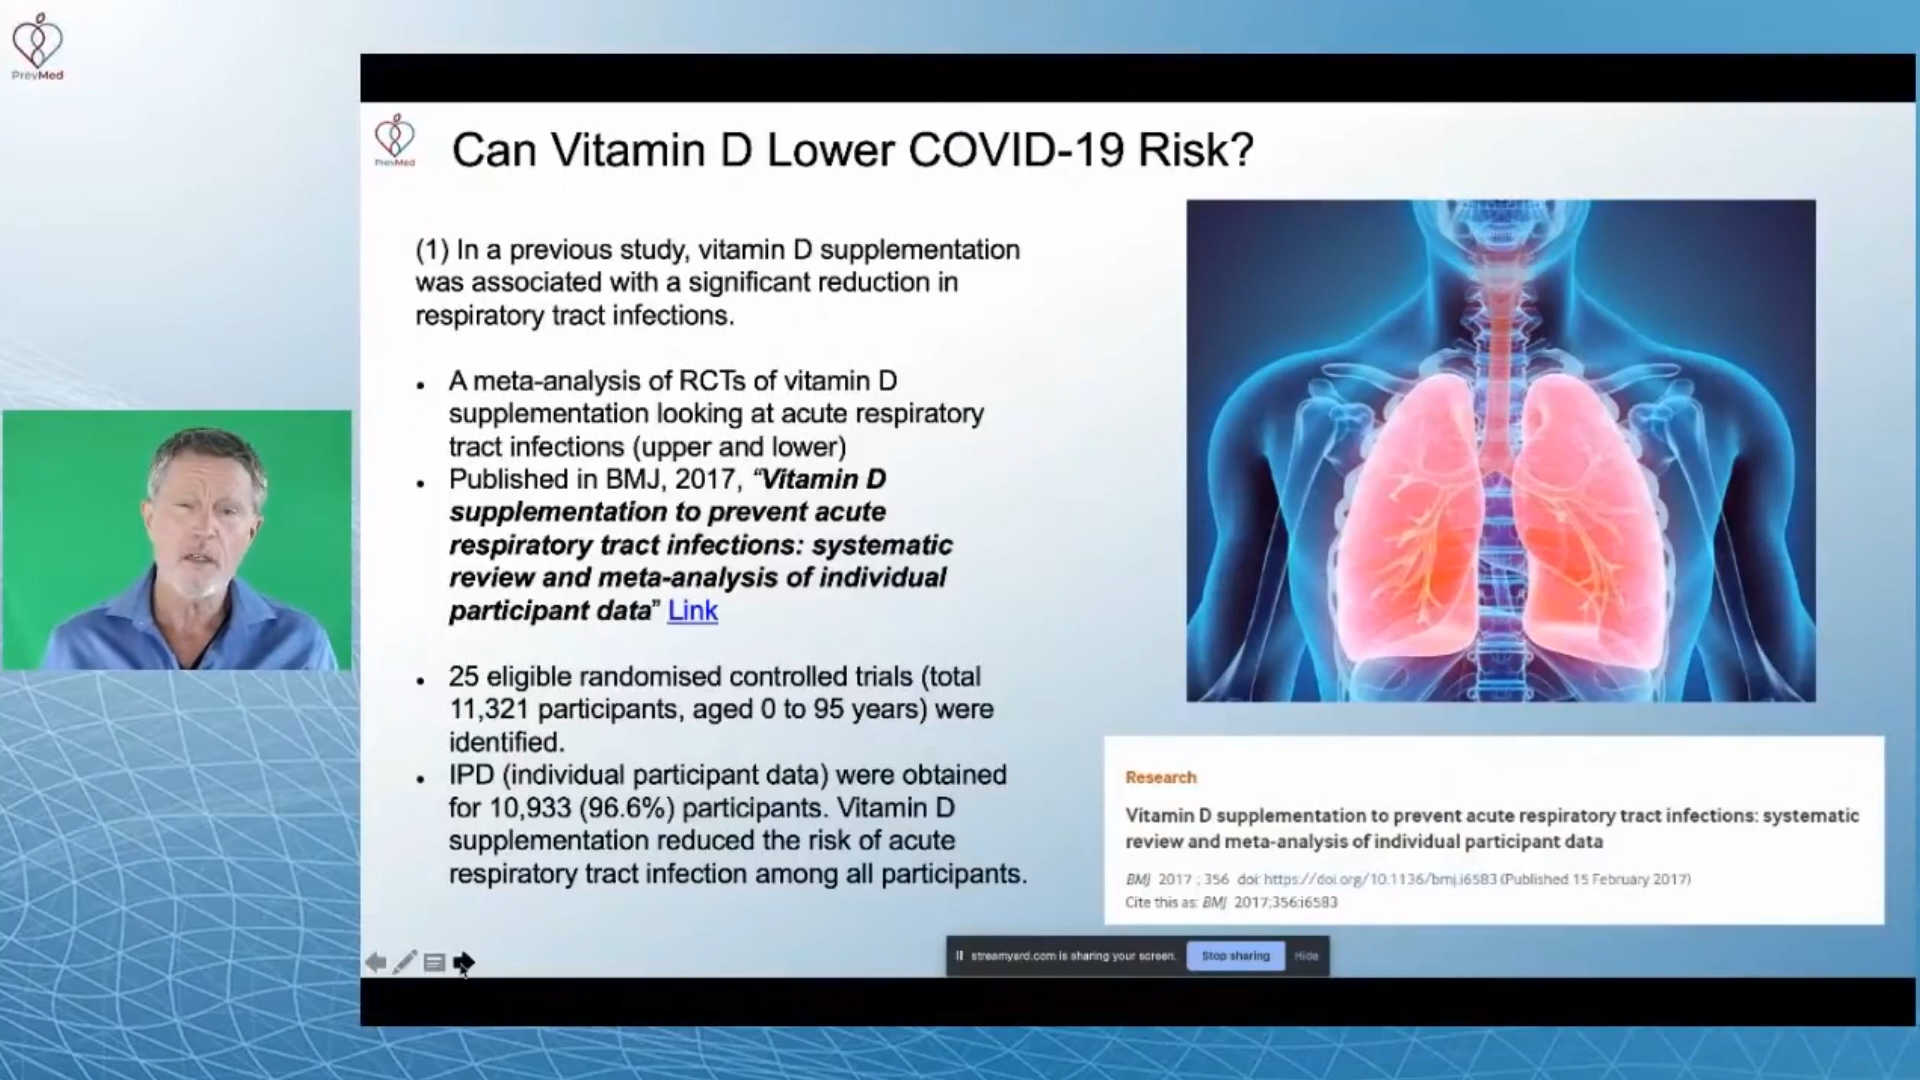 PrevMed
PrevMed
Can Vitamin D Lower COVID-19 Risk?
(1) In a previous study, vitamin D supplementation
was associated with a significant reduction in
respiratory tract infections.
• A meta-analysis of RCTs of vitamin D
supplementation looking at acute respiratory
tract infections (upper and lower)
• Published in BMJ, 2017, “Vitamin D
supplementation to prevent acute
respiratory tract infections: systematic
review and meta-analysis of individual
participant data” Link
• 25 eligible randomised controlled trials (total
11,321 participants, aged 0 to 95 years) were
identified.
• IPD (individual participant data) were obtained
for 10,933 (96.6%) participants. Vitamin D
supplementation reduced the risk of acute
respiratory tract infection among all participants.
Research
Vitamin D supplementation to prevent acute respiratory tract infections: systematic
review and meta-analysis of individual participant data
BMJ 2017 ; 356 doi: https://doi.org/10.1136/bmj.i6583 (Published 15 February 2017)
Cite this as: BMJ 2017;356:i6583
streamyard.com is sharing your screen. Stop sharing Hide